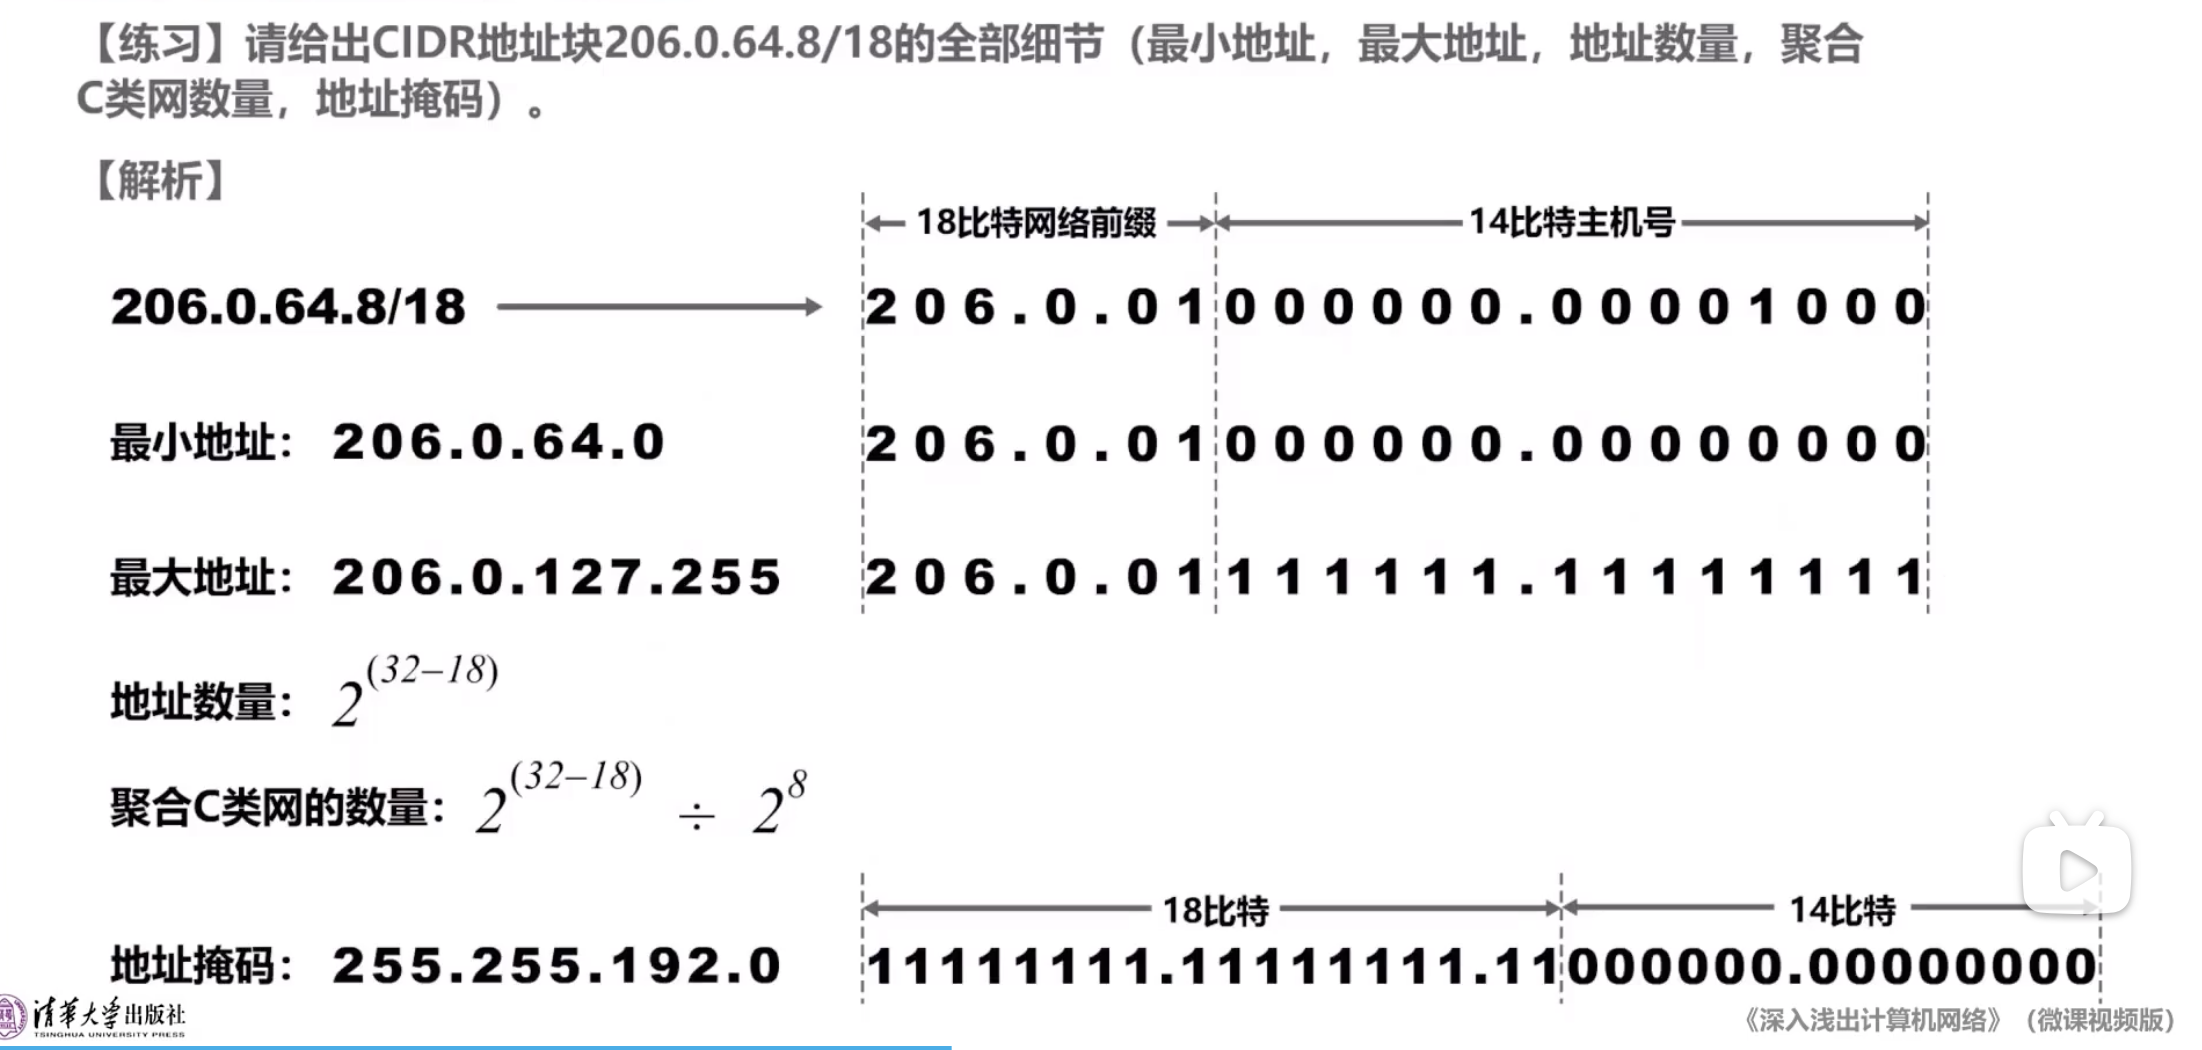 【练习】请给出CIDR地址块206.0.64.8/18的全部细节（最小地址，最大地址，地址数量，聚合
C类网数量，地址掩码）。
【解析】
18比特网络前缀 14比特主机号
206.0.64.8/18 206.0.01000000.00001000
最小地址： 206.0.64.0 206.0.01000000.00000000
最大地址： 206.0.127.255 206.0.01111111.11111111
地址数量： 2^(32–18)
聚合C类网的数量： 2^(32–18) ÷ 2^8
18比特 14比特
地址掩码： 255.255.192.0 11111111.11111111.11000000.00000000
清华大学出版社
TSINGHUA UNIVERSITY PRESS
《深入浅出计算机网络》（微课视频版）